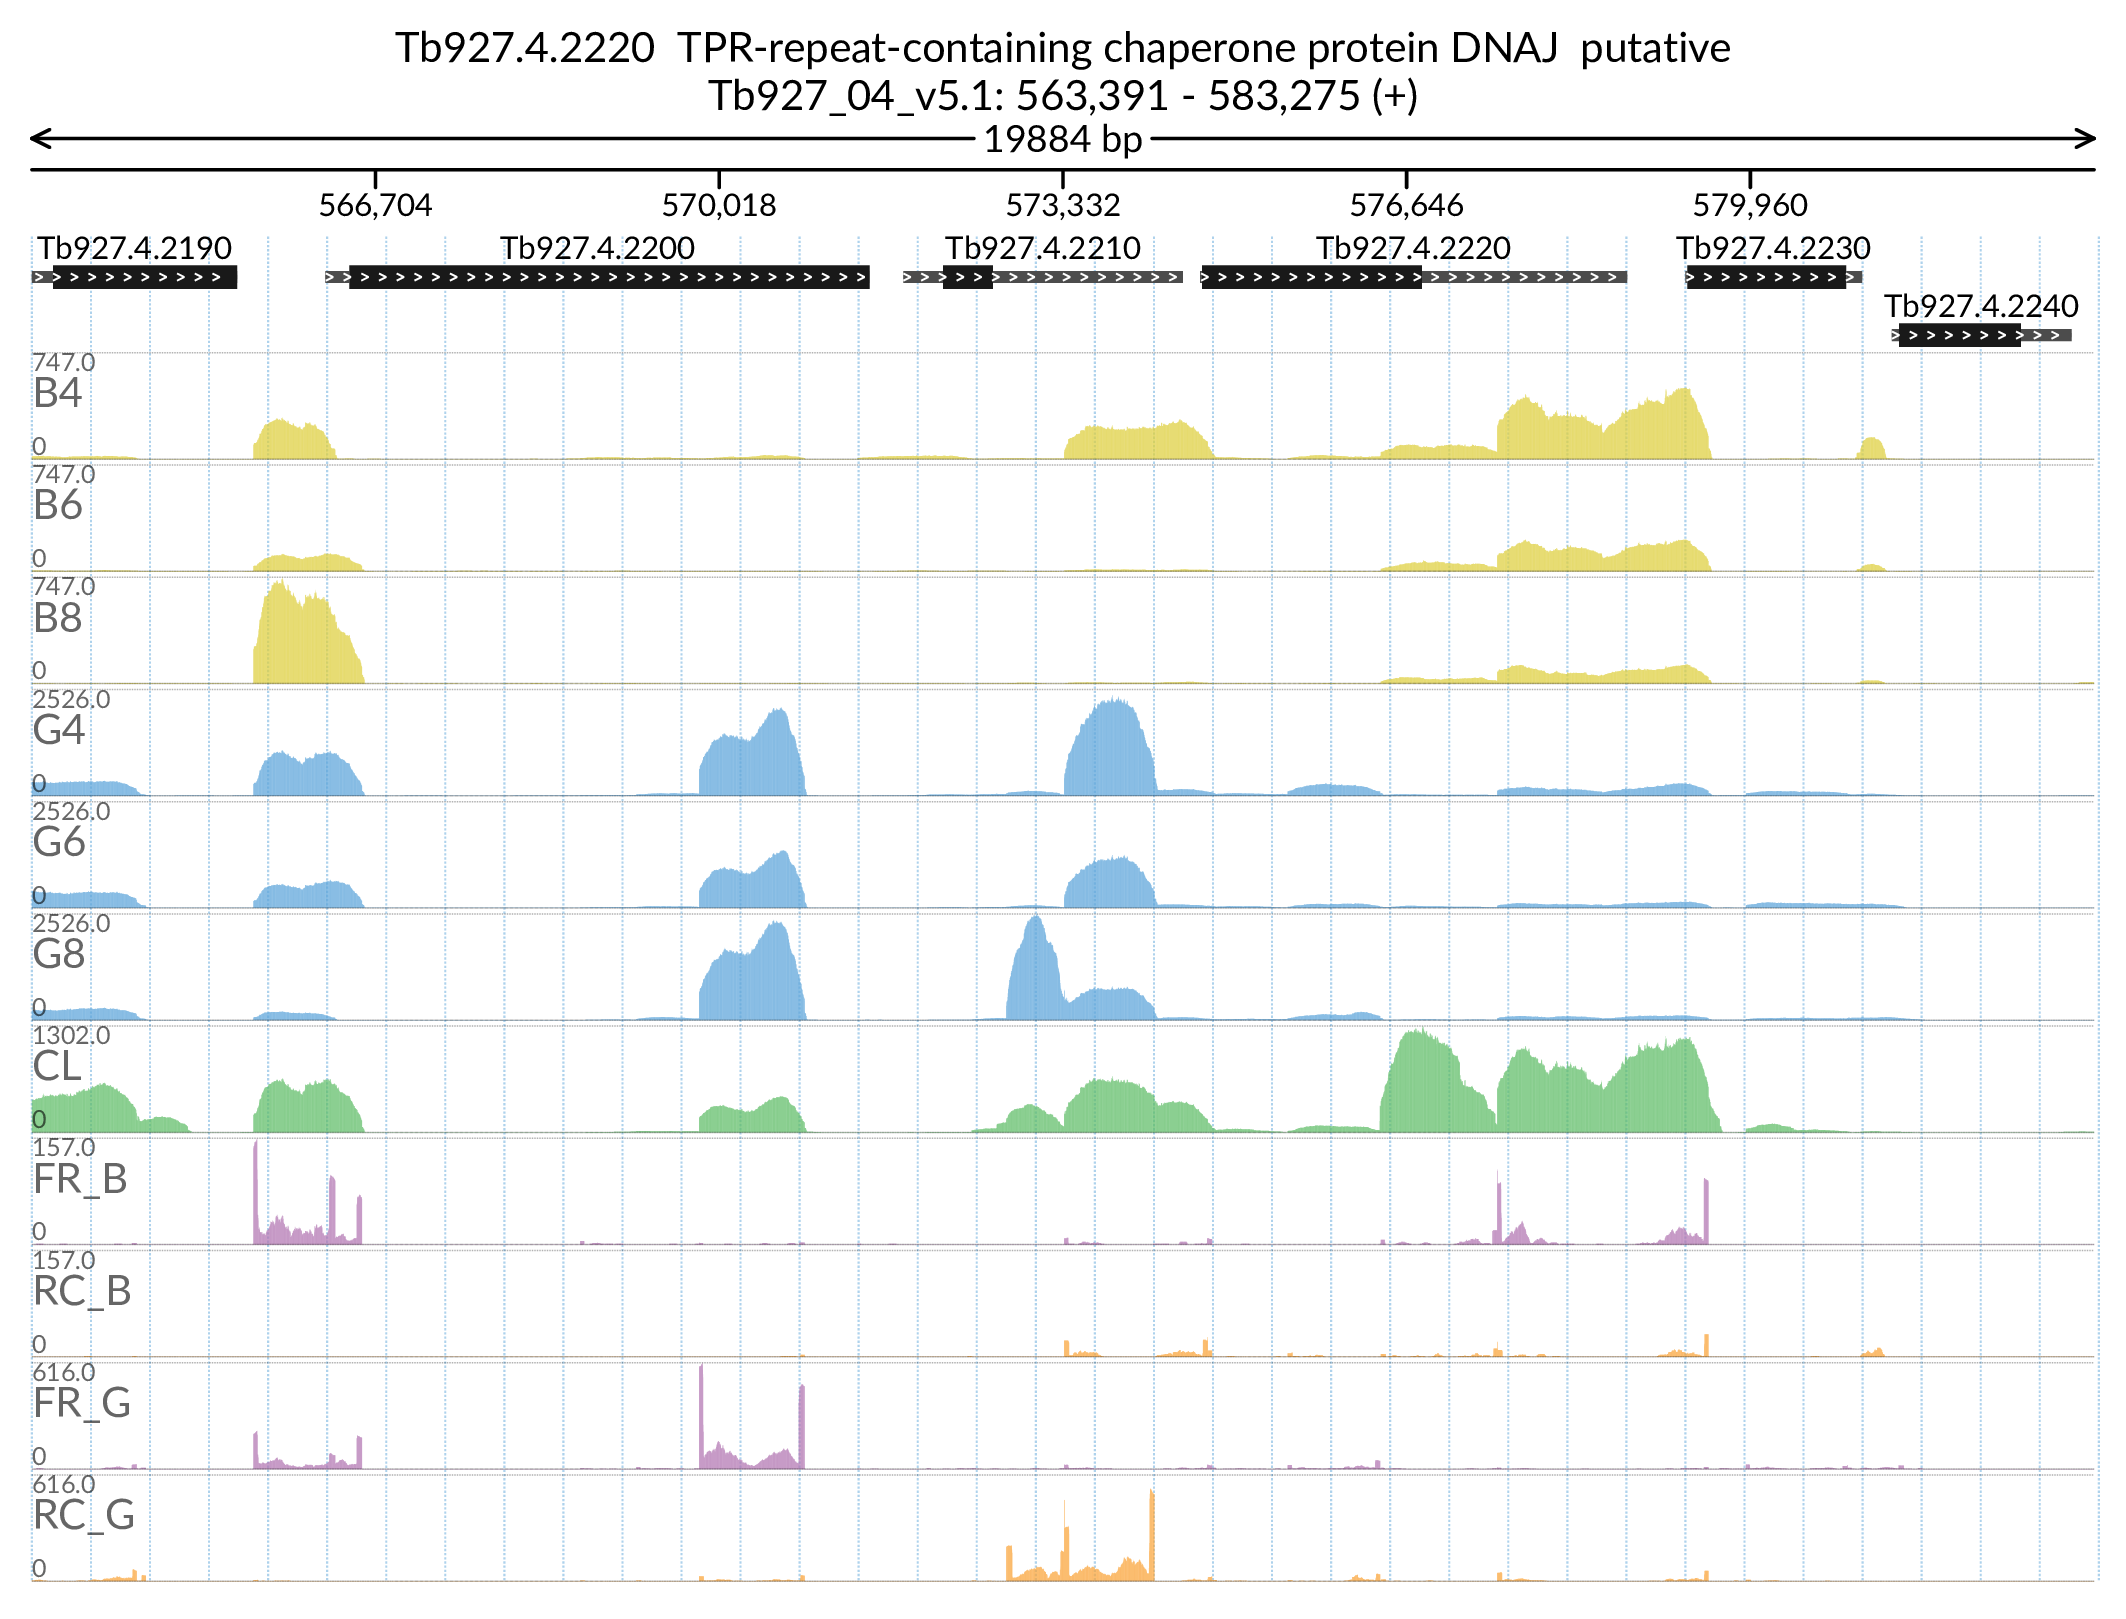 Tb927.4.2220 TPR-repeat-containing chaperone protein DNAJ putative
Tb927_04_v5.1: 563,391 - 583,275 (+)
19884 bp
566,704 570,018 573,332 576,646 579,960
Tb927.4.2190 Tb927.4.2200 Tb927.4.2210 Tb927.4.2220 Tb927.4.2230
Tb927.4.2240
747.0
B4
0
747.0
B6
0
747.0
B8
0
2526.0
G4
0
2526.0
G6
0
2526.0
G8
0
1302.0
CL
0
157.0
FR_B
0
157.0
RC_B
0
616.0
FR_G
0
616.0
RC_G
0